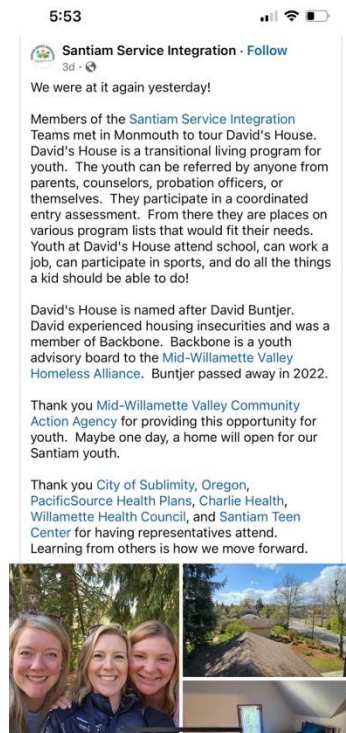 5:53
Santiam Service Integration · Follow
3d ·
We were at it again yesterday!
Members of the Santiam Service Integration
Teams met in Monmouth to tour David's House.
David's House is a transitional living program for
youth.  The youth can be referred by anyone from
parents, counselors, probation officers, or
themselves.  They participate in a coordinated
entry assessment.  From there they are places on
various program lists that would fit their needs.
Youth at David's House attend school, can work a
job, can participate in sports, and do all the things
a kid should be able to do!
David's House is named after David Buntjer.
David experienced housing insecurities and was a
member of Backbone.  Backbone is a youth
advisory board to the Mid-Willamette Valley
Homeless Alliance.  Buntjer passed away in 2022.
Thank you Mid-Willamette Valley Community
Action Agency for providing this opportunity for
youth.  Maybe one day, a home will open for our
Santiam youth.
Thank you City of Sublimity, Oregon,
PacificSource Health Plans, Charlie Health,
Willamette Health Council, and Santiam Teen
Center for having representatives attend.
Learning from others is how we move forward.